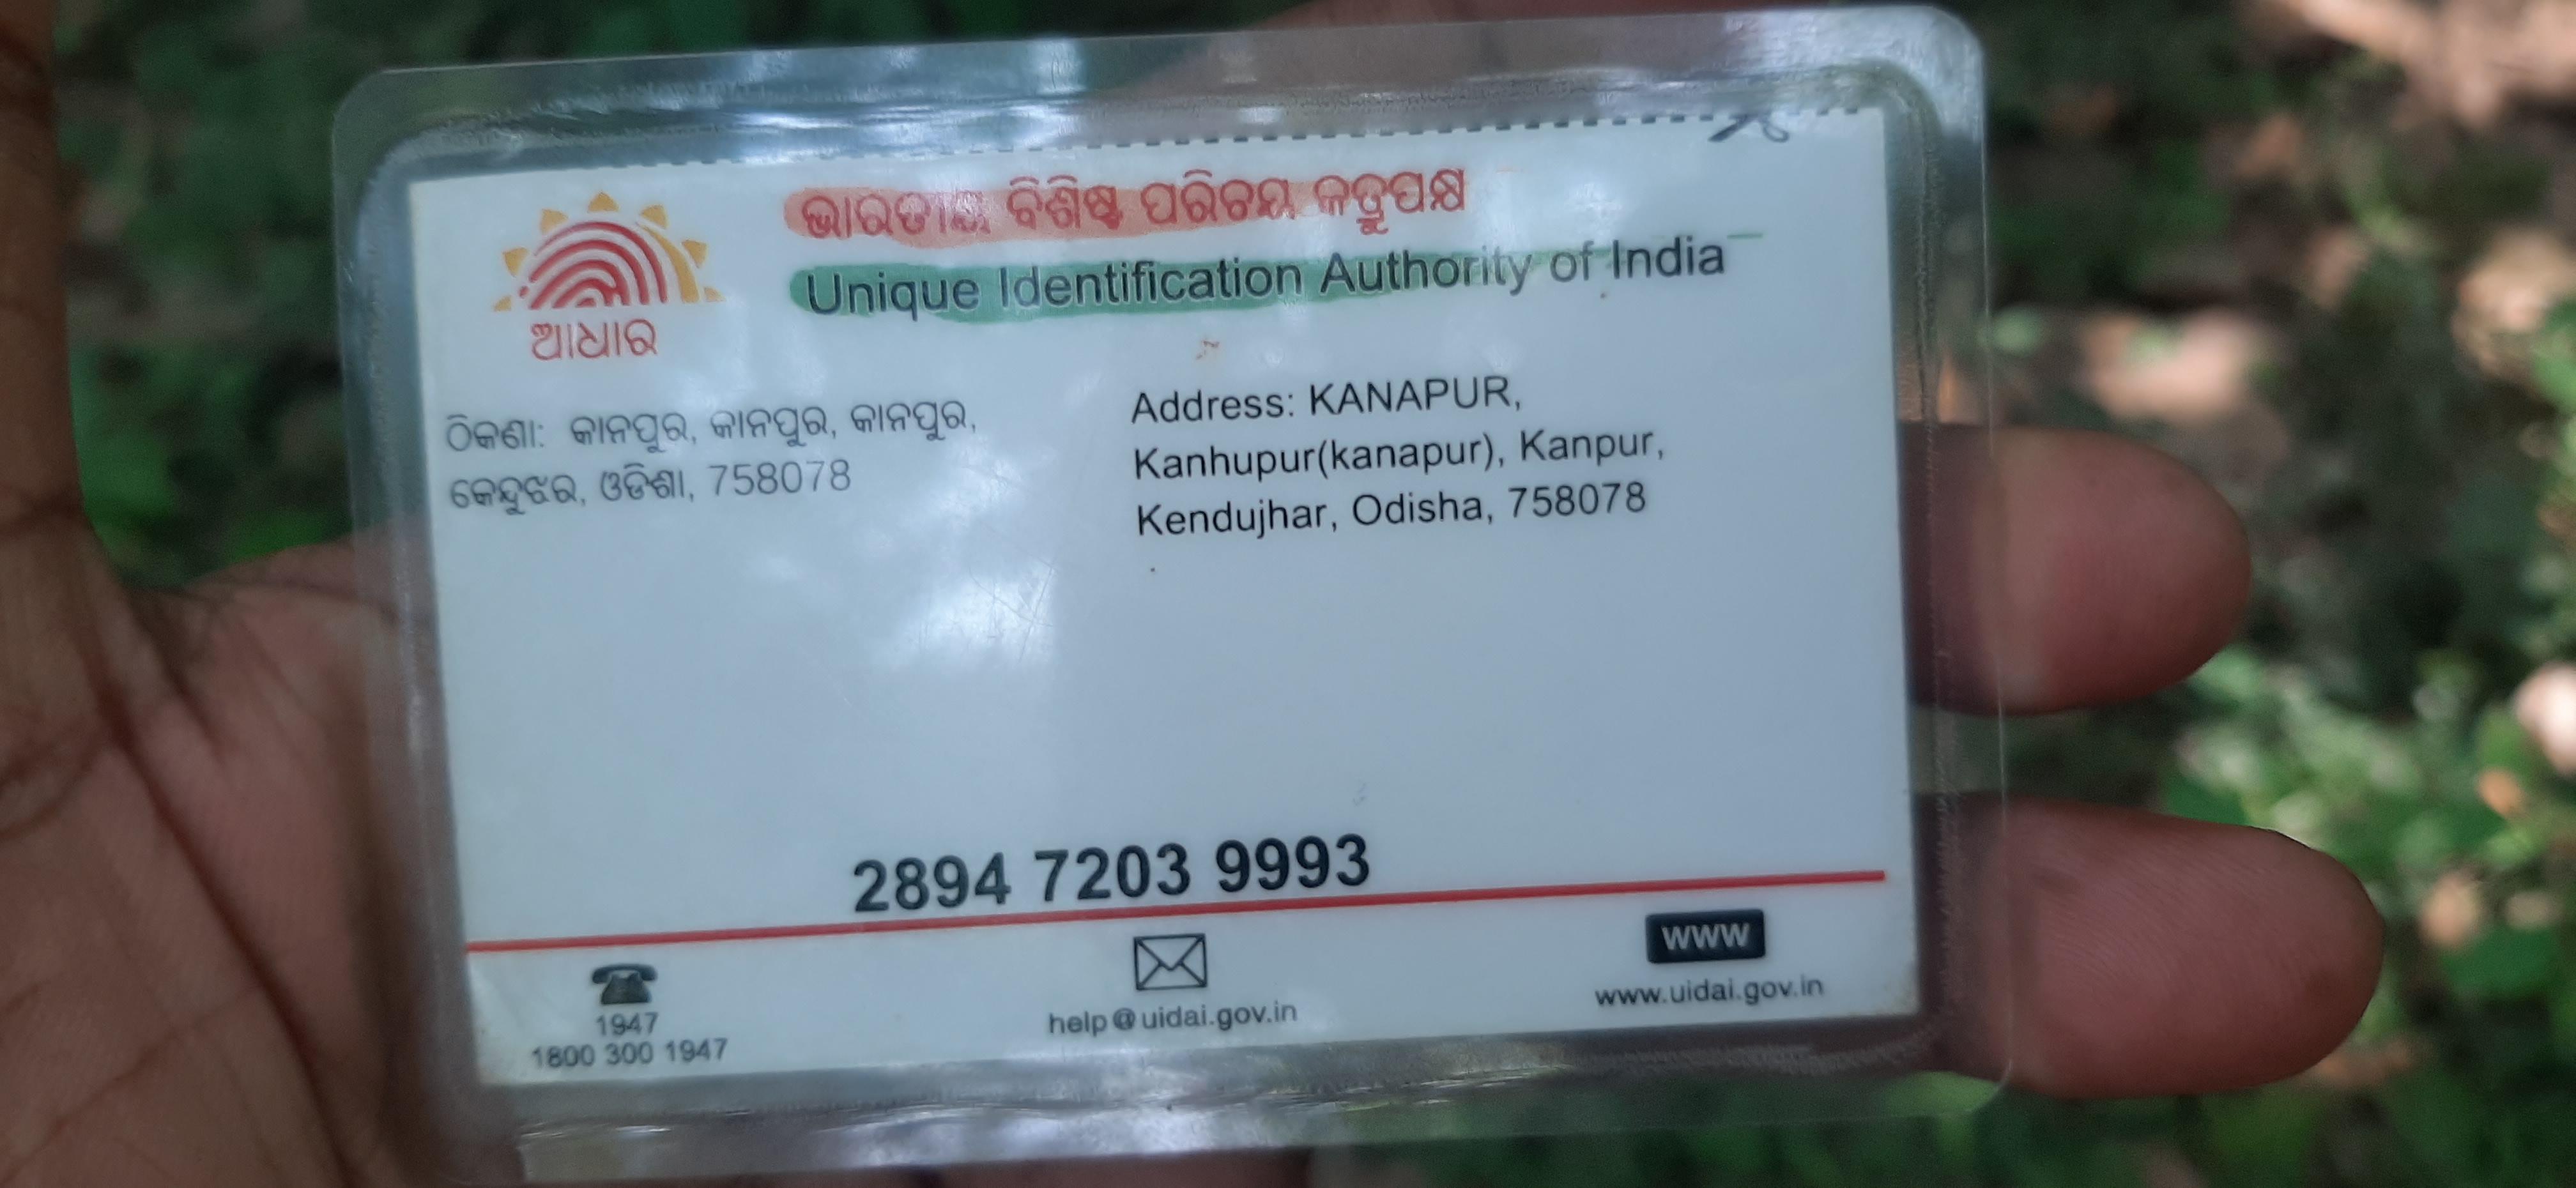 ଭାରତୀୟ ବିଶିଷ୍ଟ ପରିଚୟ କର୍ତ୍ତୃପକ୍ଷ
Unique Identification Authority of India
ଆଧାର
ଠିକଣା: କାନପୁର, କାନପୁର, କାନପୁର,
କେନ୍ଦୁଝର, ଓଡିଶା, 758078
Address: KANAPUR,
Kanhupur(kanapur), Kanpur,
Kendujhar, Odisha, 758078
2894 7203 9993
1947
1800 300 1947
help@uidai.gov.in
www
www.uidai.gov.in